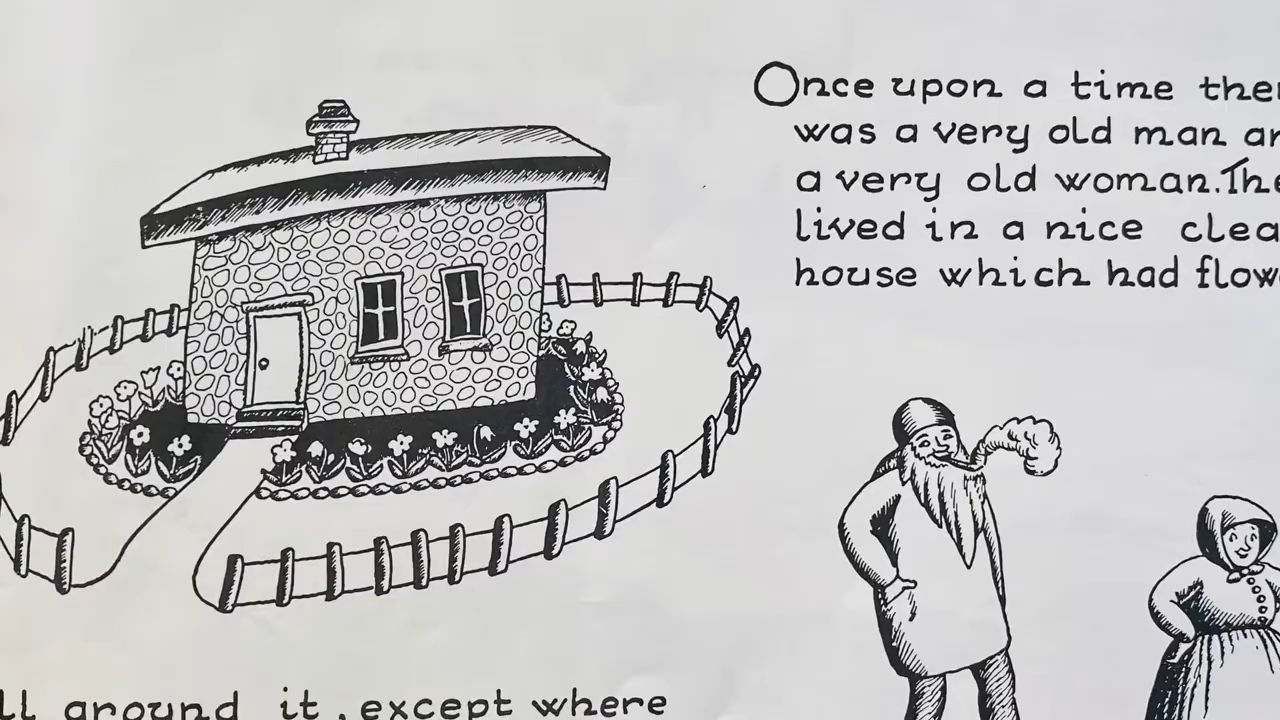 Once upon a time
was a very old man
a very old woman. The
lived in a nice
house which had
around it, except where